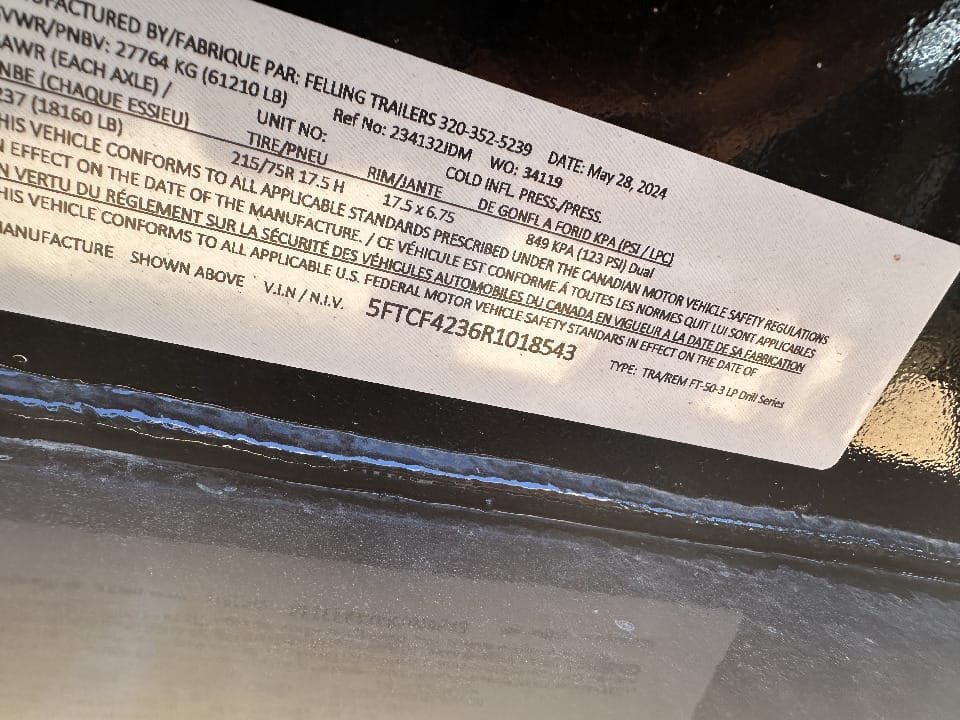 FACTURED BY/FABRIQUE PAR: FELLING TRAILERS 320-352-5239 DATE: May 28, 2024
GVWR/PNBV: 27764 KG (61210 LB) Ref No: 234132JDM WO: 34119
AWR (EACH AXLE) / UNIT NO: COLD INFL. PRESS./PRESS.
NBE (CHAQUE ESSIEU) TIRE/PNEU RIM/JANTE DE GONFL A FORID KPA (PSI / LPC)
237 (18160 LB) 215/75R 17.5 H 17.5 x 6.75 849 KPA (123 PSI) Dual
HIS VEHICLE CONFORMS TO ALL APPLICABLE STANDARDS PRESCRIBED UNDER THE CANADIAN MOTOR VEHICLE SAFETY REGULATIONS
N EFFECT ON THE DATE OF THE MANUFACTURE. / CE VÉHICULE EST CONFORME À TOUTES LES NORMES QUIT LUI SONT APPLICABLES
N VERTU DU RÉGLEMENT SUR LA SÉCURITÉ DES VÉHICULES AUTOMOBILES DU CANADA EN VIGUEUR A LA DATE DE SA FABRICATION
HIS VEHICLE CONFORMS TO ALL APPLICABLE U.S. FEDERAL MOTOR VEHICLE SAFETY STANDARS IN EFFECT ON THE DATE OF
MANUFACTURE SHOWN ABOVE V.I.N / N.I.V. 5FTCF4236R1018543 TYPE: TRA/REM FT-50-3 LP Drill Series